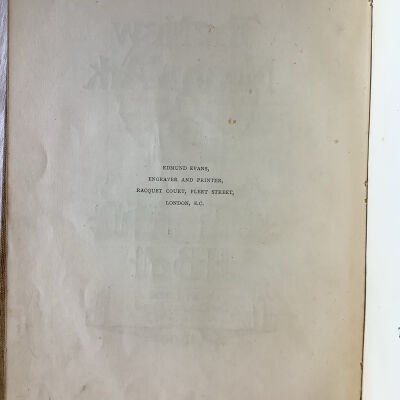 EDMUND EVANS,
ENGRAVER AND PRINTER,
RACQUET COURT, FLEET STREET,
LONDON, E.C.